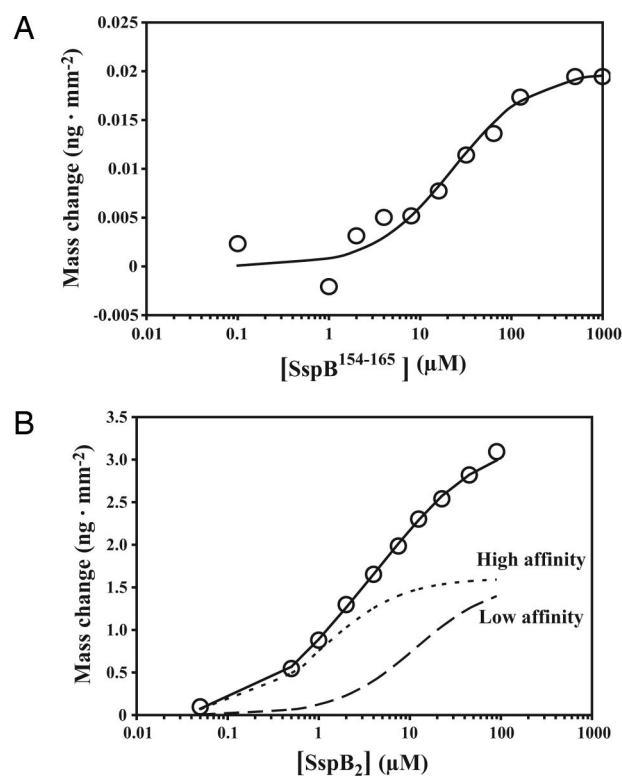 A
Mass change (ng · mm⁻²)
0.025
0.02
0.015
0.01
0.005
0
-0.005
0.01 0.1 1 10 100 1000
[SspB¹⁵⁴⁻¹⁶⁵ ] (µM)
B
Mass change (ng · mm⁻²)
3.5
3.0
2.5
2.0
1.5
1.0
0.5
0
High affinity
Low affinity
0.01 0.1 1 10 100 1000
[SspB₂] (µM)